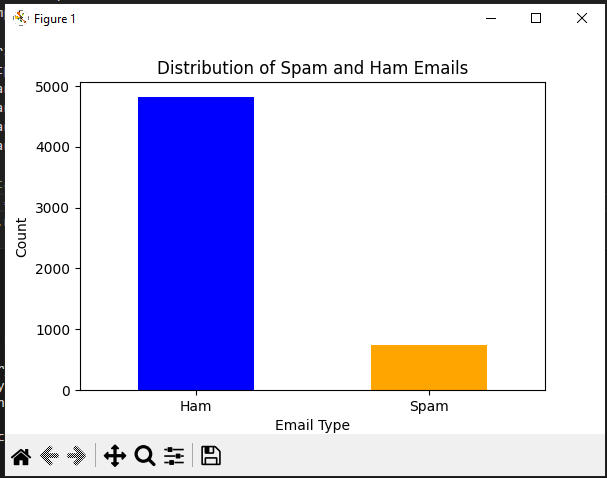 Figure 1
Distribution of Spam and Ham Emails
5000
4000
3000
2000
1000
0
Count
Ham Spam
Email Type